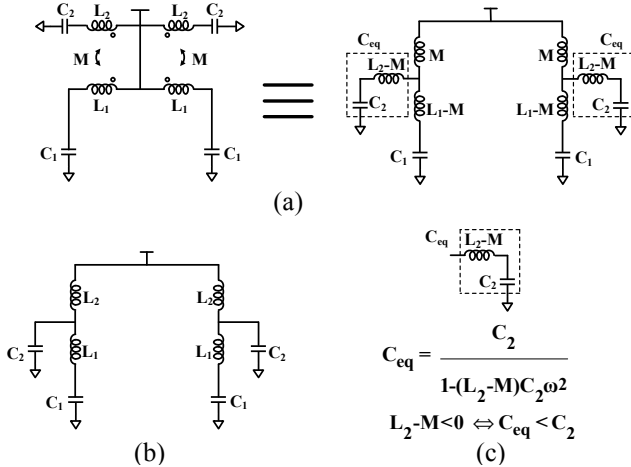 C2 L2 L2 C2
M M
L1 L1
C1 C1
Ceq M M Ceq
L2-M L2-M
C2 L1-M L1-M C2
C1 C1
(a)
L2 L2
C2 L1 L1 C2
C1 C1
(b)
Ceq L2-M
C2
Ceq = C2 / 1-(L2-M)C2ω2
L2-M<0 ⇔ Ceq < C2
(c)